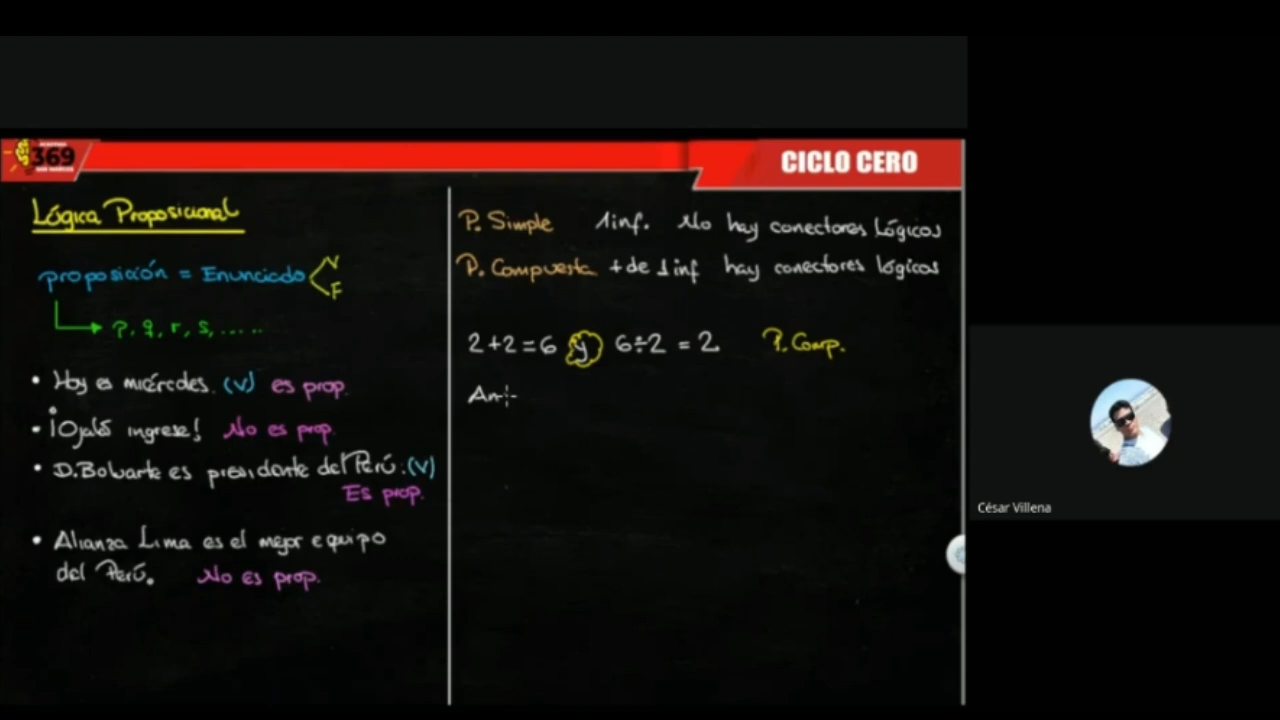 369
CICLO CERO
Lógica Proposicional
proposición = Enunciado V
F
p, q, r, s, .....
• Hoy es miércoles. (V) es prop.
• ¡Ojalá ingrese! No es prop.
• D.Boluarte es presidente del Perú. (V)
Es prop.
• Alianza Lima es el mejor equipo
del Perú. No es prop.
P. Simple 1inf. No hay conectores lógicos
P. Compuesta + de 1 inf hay conectores lógicos
2+2=6 y 6÷2 = 2 P. Comp.
César Villena